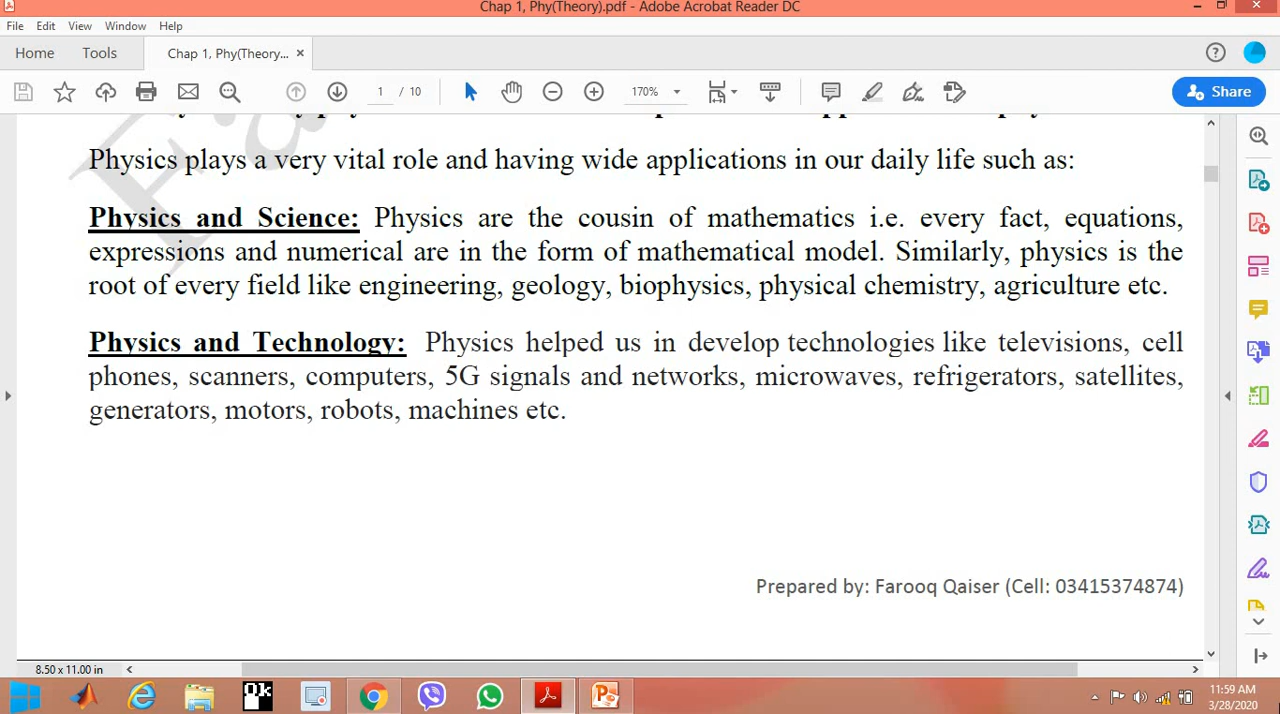 Chap 1, Phy(Theory).pdf - Adobe Acrobat Reader DC
File Edit View Window Help
Home Tools Chap 1, Phy(Theory... ×
1 / 10 170% Share
Physics plays a very vital role and having wide applications in our daily life such as:
Physics and Science: Physics are the cousin of mathematics i.e. every fact, equations,
expressions and numerical are in the form of mathematical model. Similarly, physics is the
root of every field like engineering, geology, biophysics, physical chemistry, agriculture etc.
Physics and Technology: Physics helped us in develop technologies like televisions, cell
phones, scanners, computers, 5G signals and networks, microwaves, refrigerators, satellites,
generators, motors, robots, machines etc.
Prepared by: Farooq Qaiser (Cell: 03415374874)
8.50 x 11.00 in
11:59 AM
3/28/2020